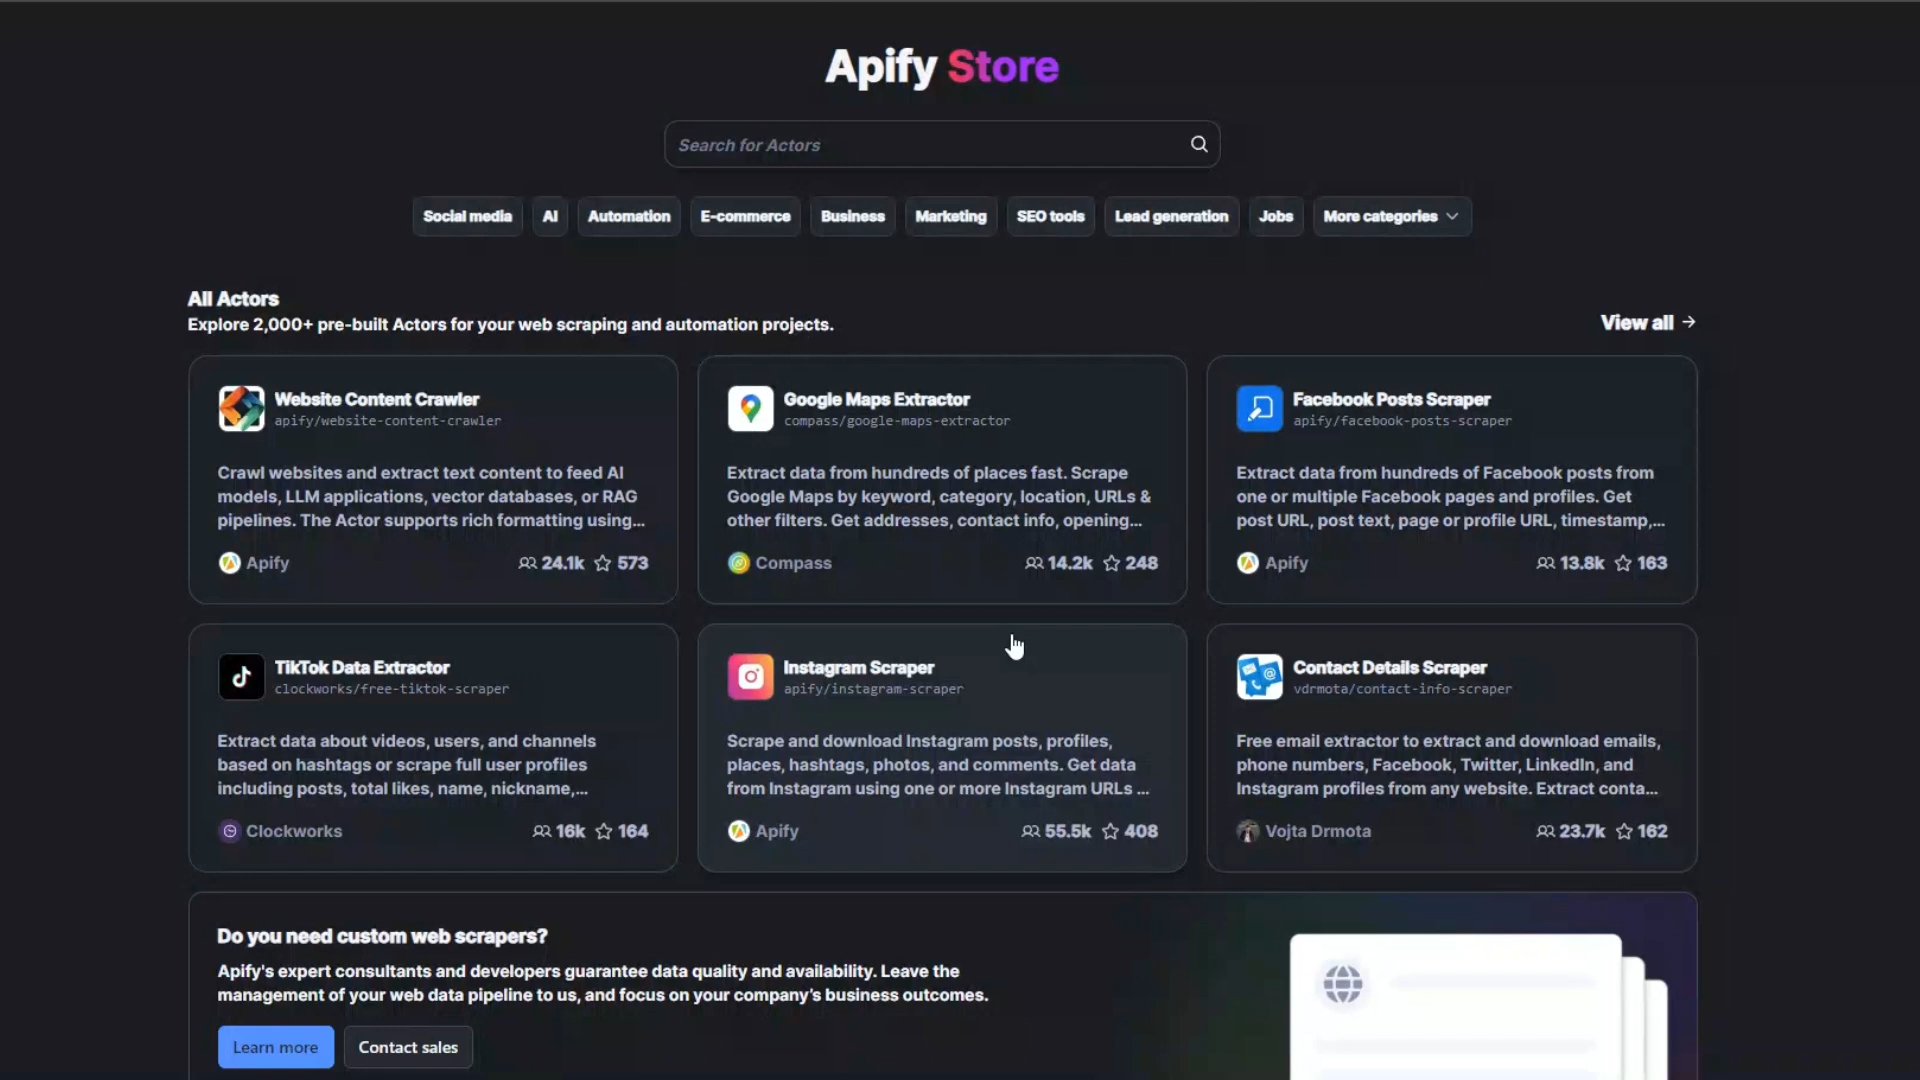 Apify Store
Search for Actors
Social media
AI
Automation
E-commerce
Business
Marketing
SEO tools
Lead generation
Jobs
More categories
All Actors
Explore 2,000+ pre-built Actors for your web scraping and automation projects.
View all →
Website Content Crawler
apify/website-content-crawler
Crawl websites and extract text content to feed AI
models, LLM applications, vector databases, or RAG
pipelines. The Actor supports rich formatting using...
Apify
24.1k
573
Google Maps Extractor
compass/google-maps-extractor
Extract data from hundreds of places fast. Scrape
Google Maps by keyword, category, location, URLs &
other filters. Get addresses, contact info, opening...
Compass
14.2k
248
Facebook Posts Scraper
apify/facebook-posts-scraper
Extract data from hundreds of Facebook posts from
one or multiple Facebook pages and profiles. Get
post URL, post text, page or profile URL, timestamp,...
Apify
13.8k
163
TikTok Data Extractor
clockworks/free-tiktok-scraper
Extract data about videos, users, and channels
based on hashtags or scrape full user profiles
including posts, total likes, name, nickname,...
Clockworks
16k
164
Instagram Scraper
apify/instagram-scraper
Scrape and download Instagram posts, profiles,
places, hashtags, photos, and comments. Get data
from Instagram using one or more Instagram URLs ...
Apify
55.5k
408
Contact Details Scraper
vdrmota/contact-info-scraper
Free email extractor to extract and download emails,
phone numbers, Facebook, Twitter, LinkedIn, and
Instagram profiles from any website. Extract conta...
Vojta Drmota
23.7k
162
Do you need custom web scrapers?
Apify's expert consultants and developers guarantee data quality and availability. Leave the
management of your web data pipeline to us, and focus on your company's business outcomes.
Learn more
Contact sales